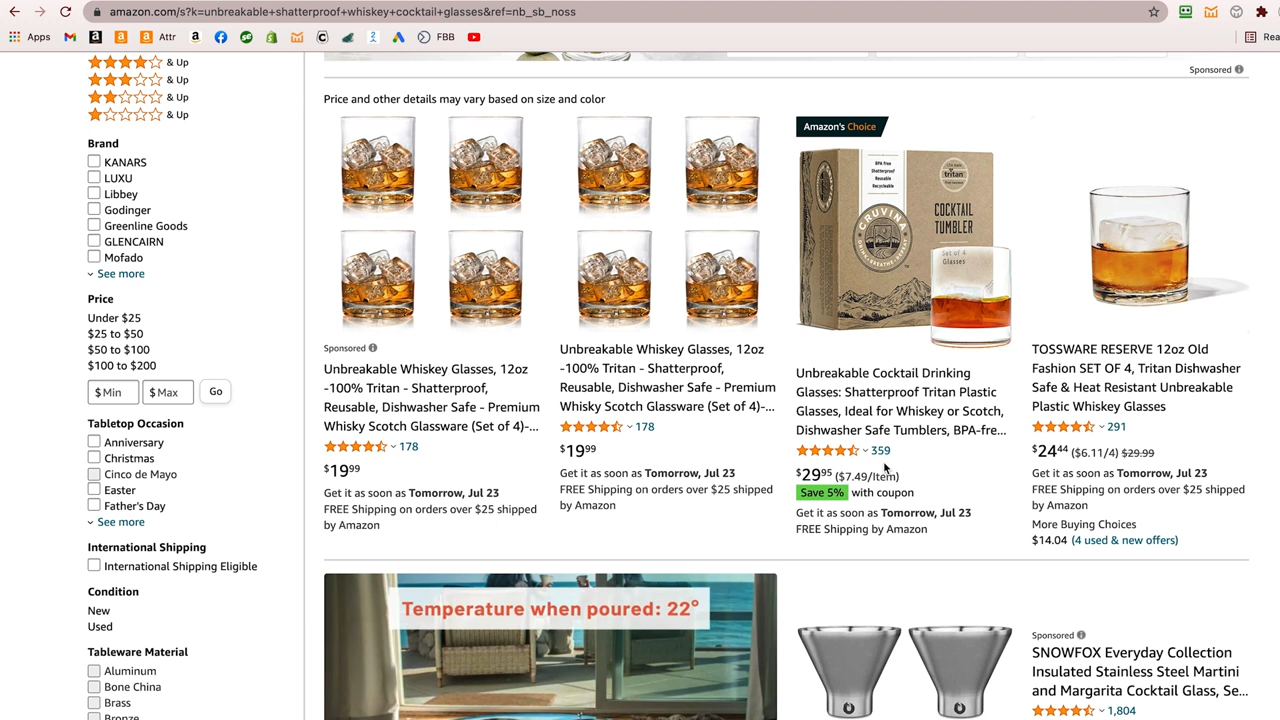 amazon.com/s?k=unbreakable+shatterproof+whiskey+cocktail+glasses&ref=nb_sb_noss
Apps
Attr
FBB
Rea
& Up
& Up
& Up
& Up
Brand
KANARS
LUXU
Libbey
Godinger
Greenline Goods
GLENCAIRN
Mofado
See more
Price
Under $25
$25 to $50
$50 to $100
$100 to $200
$ Min
$ Max
Go
Tabletop Occasion
Anniversary
Christmas
Cinco de Mayo
Easter
Father's Day
See more
International Shipping
International Shipping Eligible
Condition
New
Used
Tableware Material
Aluminum
Bone China
Brass
Bronze
Sponsored
Price and other details may vary based on size and color
Sponsored
Unbreakable Whiskey Glasses, 12oz
-100% Tritan - Shatterproof,
Reusable, Dishwasher Safe - Premium
Whisky Scotch Glassware (Set of 4)-...
178
$19 99
Get it as soon as Tomorrow, Jul 23
FREE Shipping on orders over $25 shipped
by Amazon
Unbreakable Whiskey Glasses, 12oz
-100% Tritan - Shatterproof,
Reusable, Dishwasher Safe - Premium
Whisky Scotch Glassware (Set of 4)-...
178
$19 99
Get it as soon as Tomorrow, Jul 23
FREE Shipping on orders over $25 shipped
by Amazon
Amazon's Choice
BPA free
Shatterproof
Reusable
Recycleable
tritan
CRUVINA
COCKTAIL
TUMBLER
Set of 4
Glasses
Unbreakable Cocktail Drinking
Glasses: Shatterproof Tritan Plastic
Glasses, Ideal for Whiskey or Scotch,
Dishwasher Safe Tumblers, BPA-fre...
359
$29 95 ($7.49/Item)
Save 5% with coupon
Get it as soon as Tomorrow, Jul 23
FREE Shipping by Amazon
TOSSWARE RESERVE 12oz Old
Fashion SET OF 4, Tritan Dishwasher
Safe & Heat Resistant Unbreakable
Plastic Whiskey Glasses
291
$24 44 ($6.11/4) $29.99
Get it as soon as Tomorrow, Jul 23
FREE Shipping on orders over $25 shipped
by Amazon
More Buying Choices
$14.04 (4 used & new offers)
Temperature when poured: 22°
Sponsored
SNOWFOX Everyday Collection
Insulated Stainless Steel Martini
and Margarita Cocktail Glass, Se...
1,804